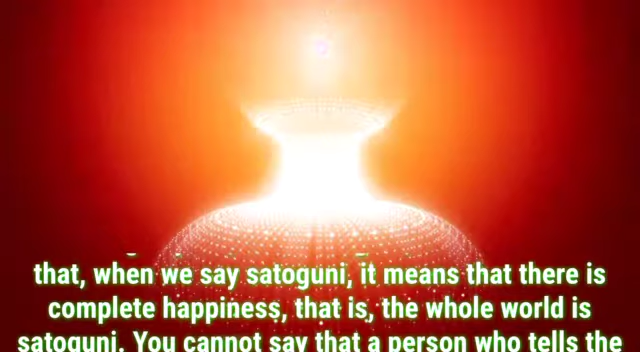 that, when we say satoguni, it means that there is
complete happiness, that is, the whole world is
satoguni. You cannot say that a person who tells the